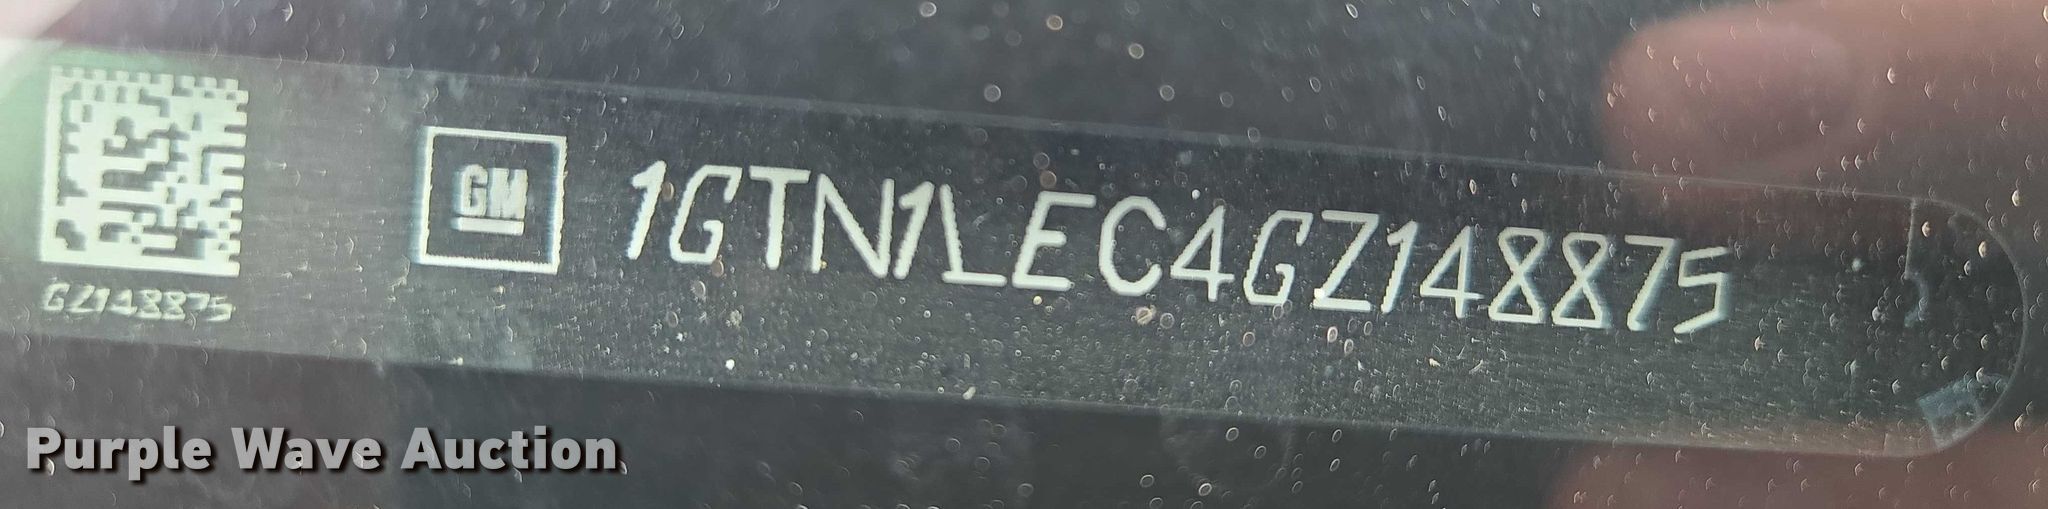 GM
1GTN1LEC4GZ148875
GZ148875
Purple Wave Auction